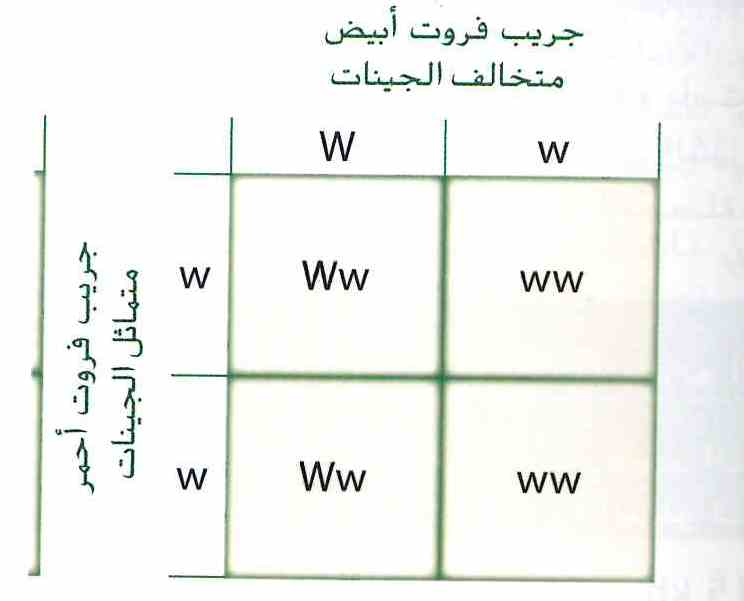 جريب فروت أبيض
متخالف الجينات
W w
جريب فروت أحمر
متماثل الجينات
w Ww ww
w Ww ww